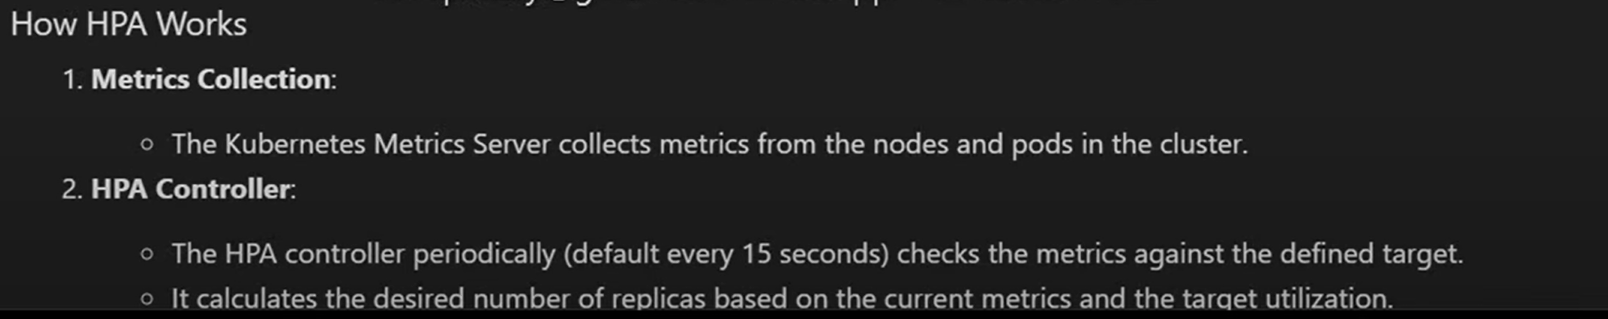 How HPA Works
1. Metrics Collection:
○ The Kubernetes Metrics Server collects metrics from the nodes and pods in the cluster.
2. HPA Controller:
○ The HPA controller periodically (default every 15 seconds) checks the metrics against the defined target.
○ It calculates the desired number of replicas based on the current metrics and the target utilization.